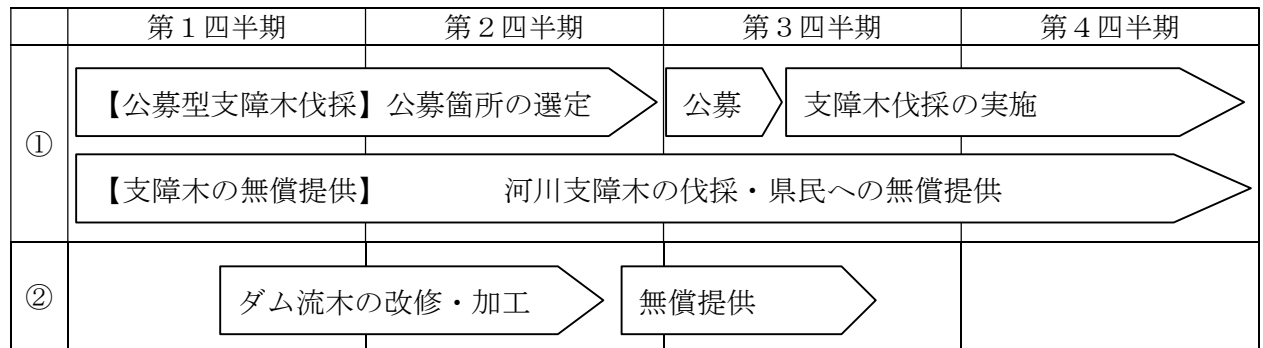 第１四半期 第２四半期 第３四半期 第４四半期
①
【公募型支障木伐採】公募箇所の選定
公募
支障木伐採の実施
【支障木の無償提供】 河川支障木の伐採・県民への無償提供
②
ダム流木の改修・加工
無償提供